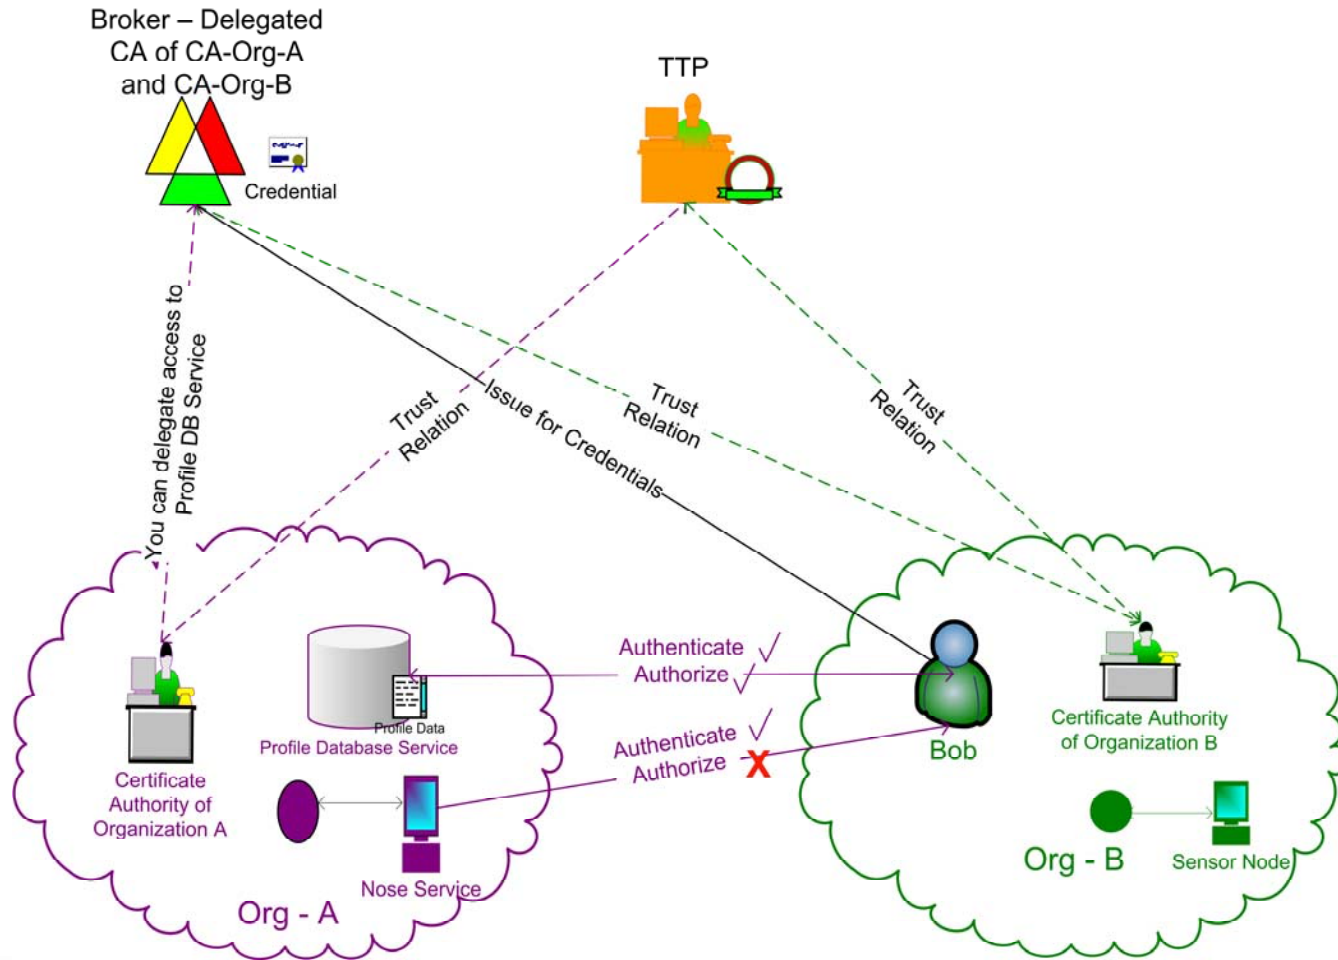 Broker – Delegated
CA of CA-Org-A
and CA-Org-B
Credential
TTP
You can delegate access to
Profile DB Service
Trust
Relation
Issue for Credentials
Trust
Relation
Trust
Relation
Authenticate
Authorize
Authenticate
Authorize X
Profile Data
Profile Database Service
Certificate
Authority of
Organization A
Nose Service
Org - A
Bob
Certificate Authority
of Organization B
Org - B
Sensor Node